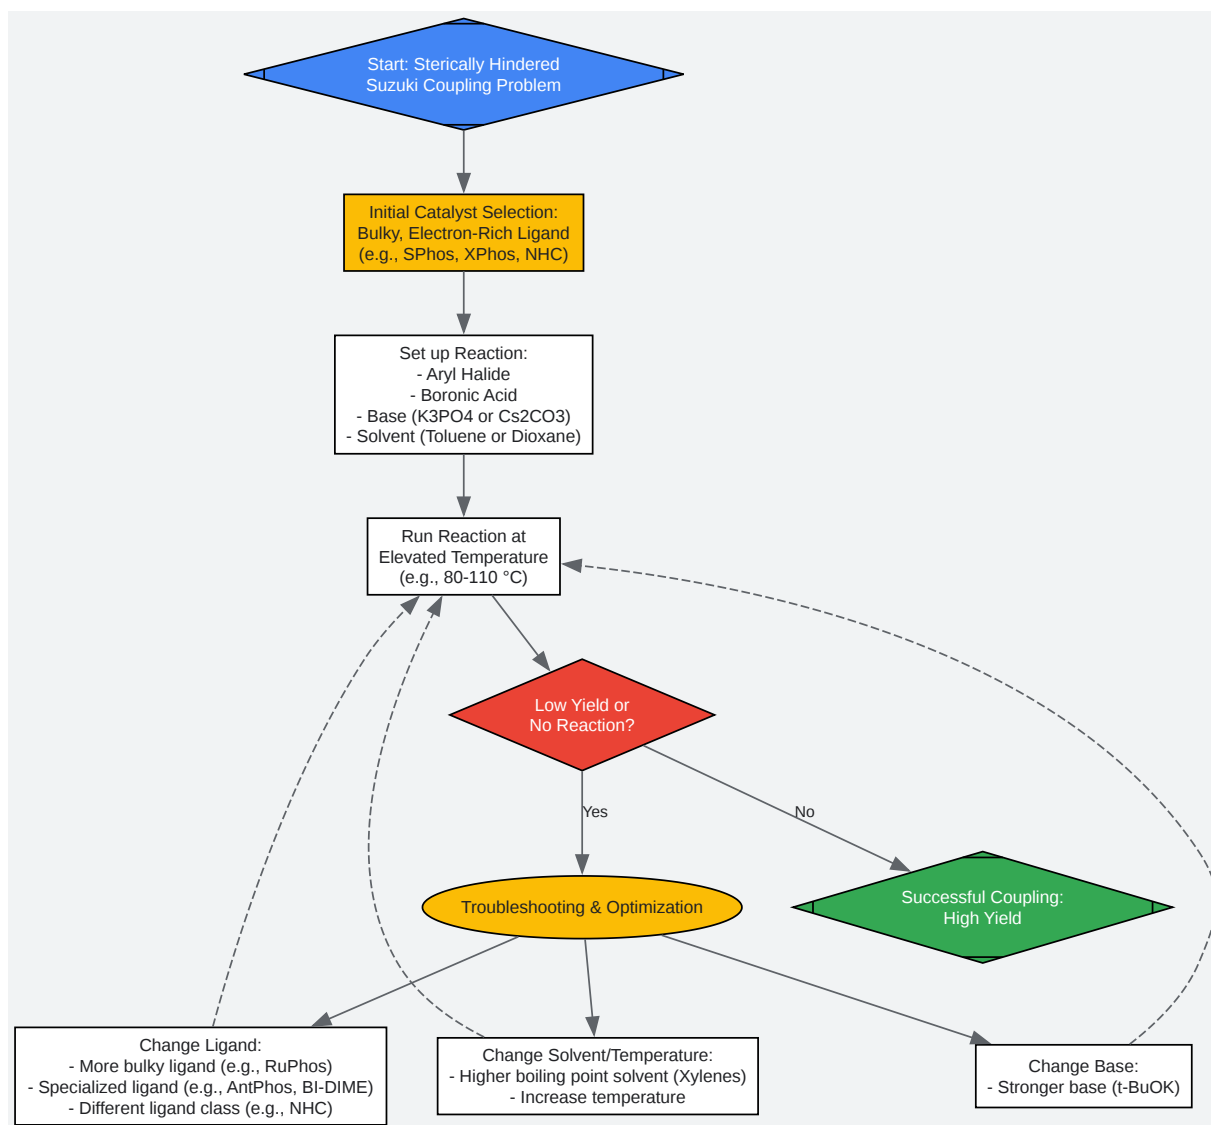 Start: Sterically Hindered
Suzuki Coupling Problem
Initial Catalyst Selection:
Bulky, Electron-Rich Ligand
(e.g., SPhos, XPhos, NHC)
Set up Reaction:
- Aryl Halide
- Boronic Acid
- Base (K3PO4 or Cs2CO3)
- Solvent (Toluene or Dioxane)
Run Reaction at
Elevated Temperature
(e.g., 80-110 °C)
Low Yield or
No Reaction?
Yes
No
Troubleshooting & Optimization
Successful Coupling:
High Yield
Change Ligand:
- More bulky ligand (e.g., RuPhos)
- Specialized ligand (e.g., AntPhos, BI-DIME)
- Different ligand class (e.g., NHC)
Change Solvent/Temperature:
- Higher boiling point solvent (Xylenes)
- Increase temperature
Change Base:
- Stronger base (t-BuOK)